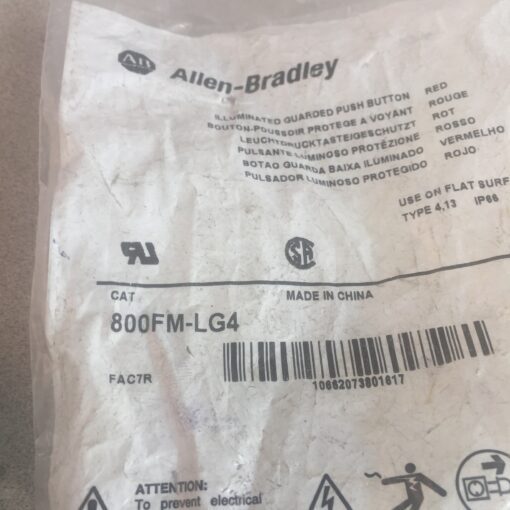 AB Allen-Bradley
ILLUMINATED GUARDED PUSH BUTTON RED
BOUTON-POUSSOIR PROTEGE A VOYANT ROUGE
LEUCHTDRUCKTASTE/GESCHUTZT ROT
PULSANTE LUMINOSO PROTEZIONE ROSSO
BOTAO GUARDA BAIXA ILUMINADO VERMELHO
PULSADOR LUMINOSO PROTEGIDO ROJO
USE ON FLAT SURF
TYPE 4,13 IP66
CAT
MADE IN CHINA
800FM-LG4
FAC7R
10662073801617
ATTENTION:
To prevent electrical